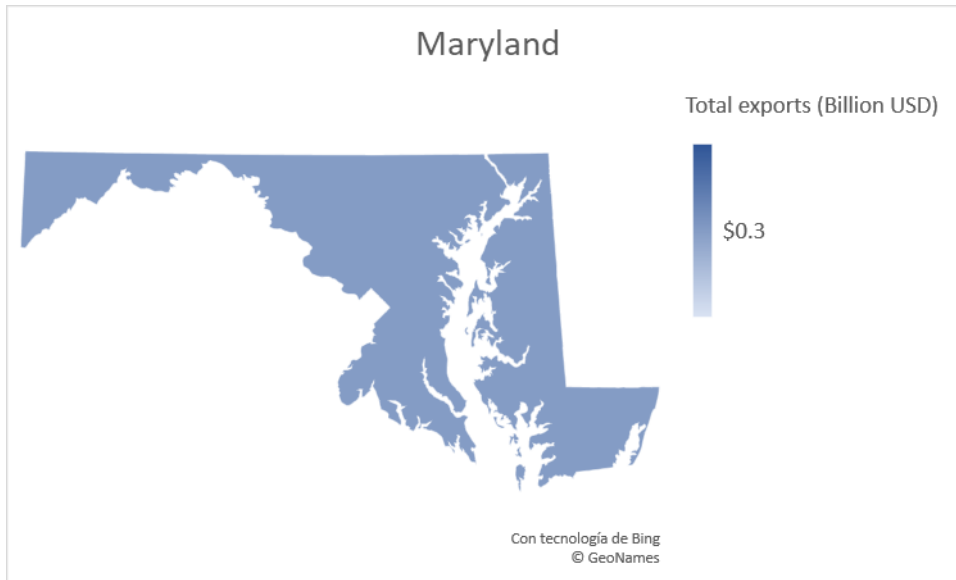 Maryland
Total exports (Billion USD)
$0.3
Con tecnología de Bing
© GeoNames